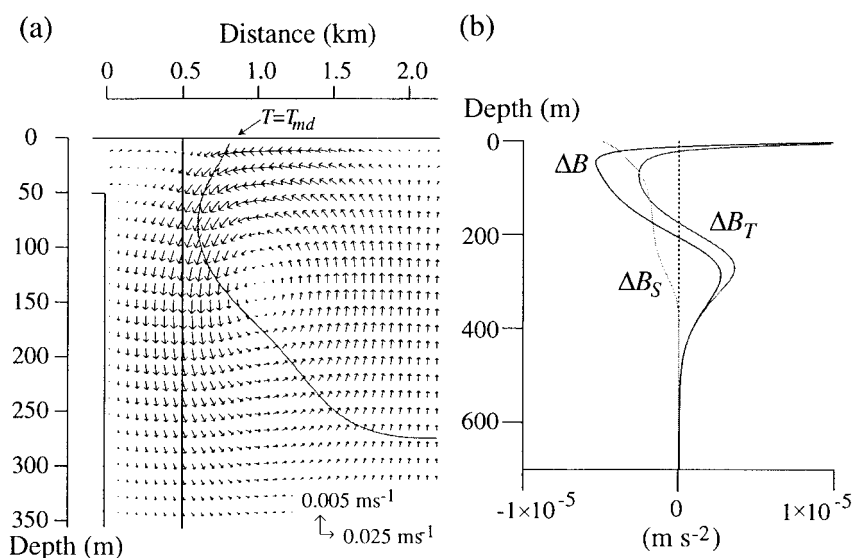 (a)
Distance (km)
0 0.5 1.0 1.5 2.0
T=T_md
0
50
100
150
200
250
300
350
Depth (m)
0.005 ms⁻¹
0.025 ms⁻¹
(b)
Depth (m)
0
200
400
600
ΔB
ΔB_T
ΔB_S
-1×10⁻⁵ 0 1×10⁻⁵
(m s⁻²)